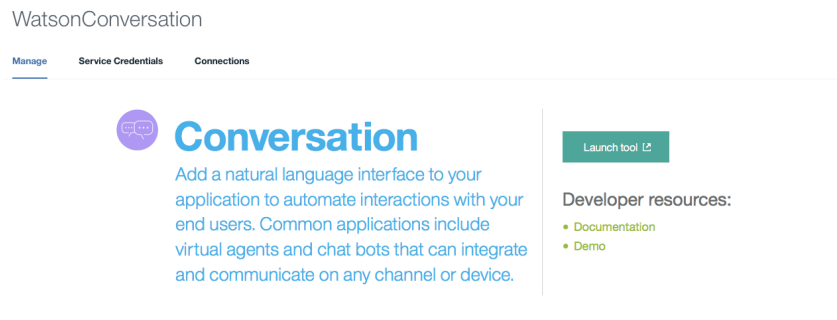 WatsonConversation
Manage Service Credentials Connections
Conversation
Add a natural language interface to your
application to automate interactions with your
end users. Common applications include
virtual agents and chat bots that can integrate
and communicate on any channel or device.
Launch tool
Developer resources:
Documentation
Demo